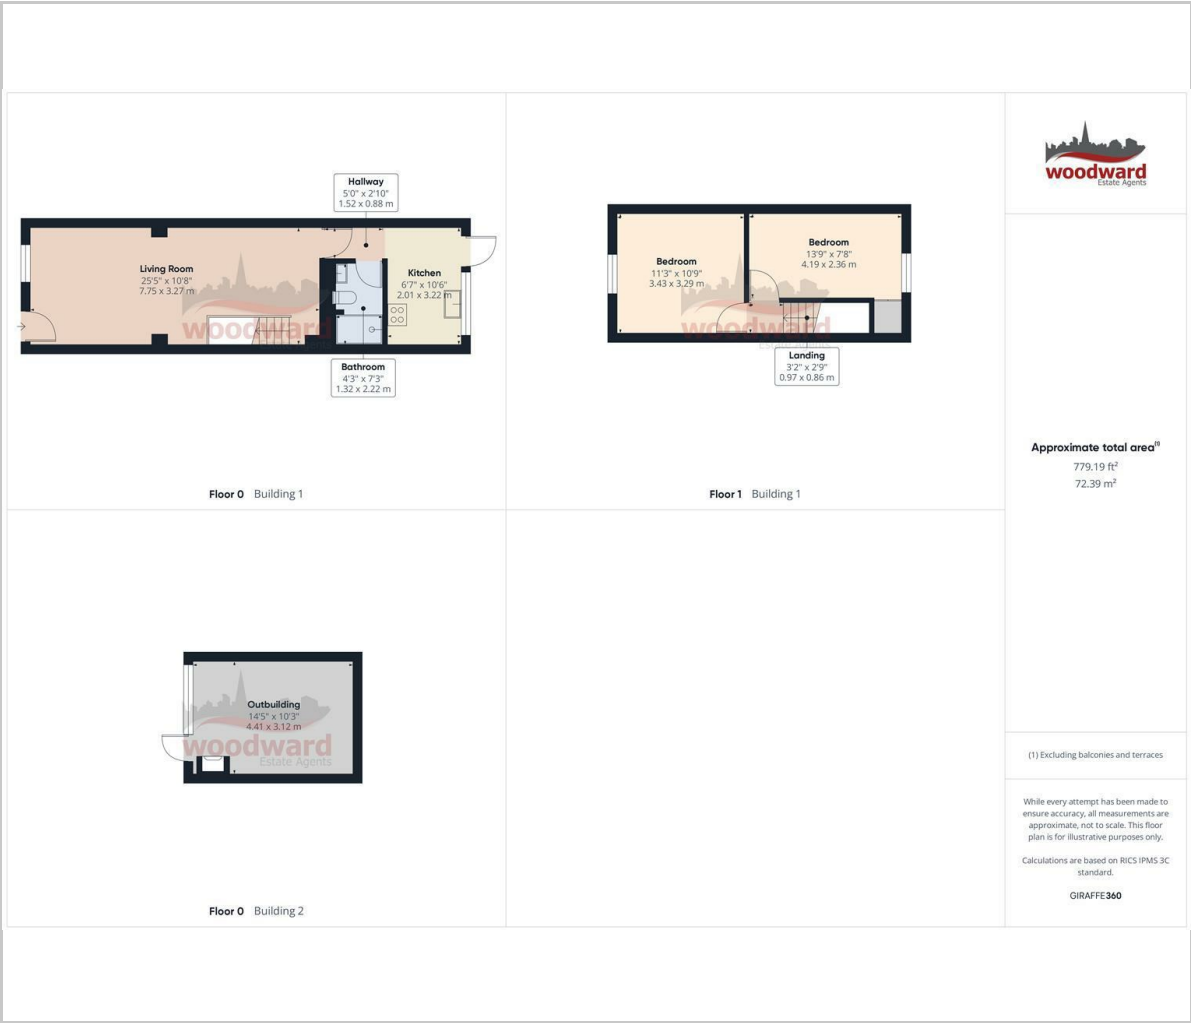 Hallway
5'0" x 2'10"
1.52 x 0.88 m
Living Room
25'5" x 10'8"
7.75 x 3.27 m
Kitchen
6'7" x 10'6"
2.01 x 3.22 m
woodward
Bathroom
4'3" x 7'3"
1.32 x 2.22 m
Floor 0 Building 1
Bedroom
11'3" x 10'9"
3.43 x 3.29 m
Bedroom
13'9" x 7'8"
4.19 x 2.36 m
woodward
Estate Agents
Landing
3'2" x 2'9"
0.97 x 0.86 m
Floor 1 Building 1
Outbuilding
14'5" x 10'3"
4.41 x 3.12 m
woodward
Estate Agents
Floor 0 Building 2
woodward
Estate Agents
Approximate total area(1)
779.19 ft²
72.39 m²
(1) Excluding balconies and terraces
While every attempt has been made to
ensure accuracy, all measurements are
approximate, not to scale. This floor
plan is for illustrative purposes only.
Calculations are based on RICS IPMS 3C
standard.
GIRAFFE360